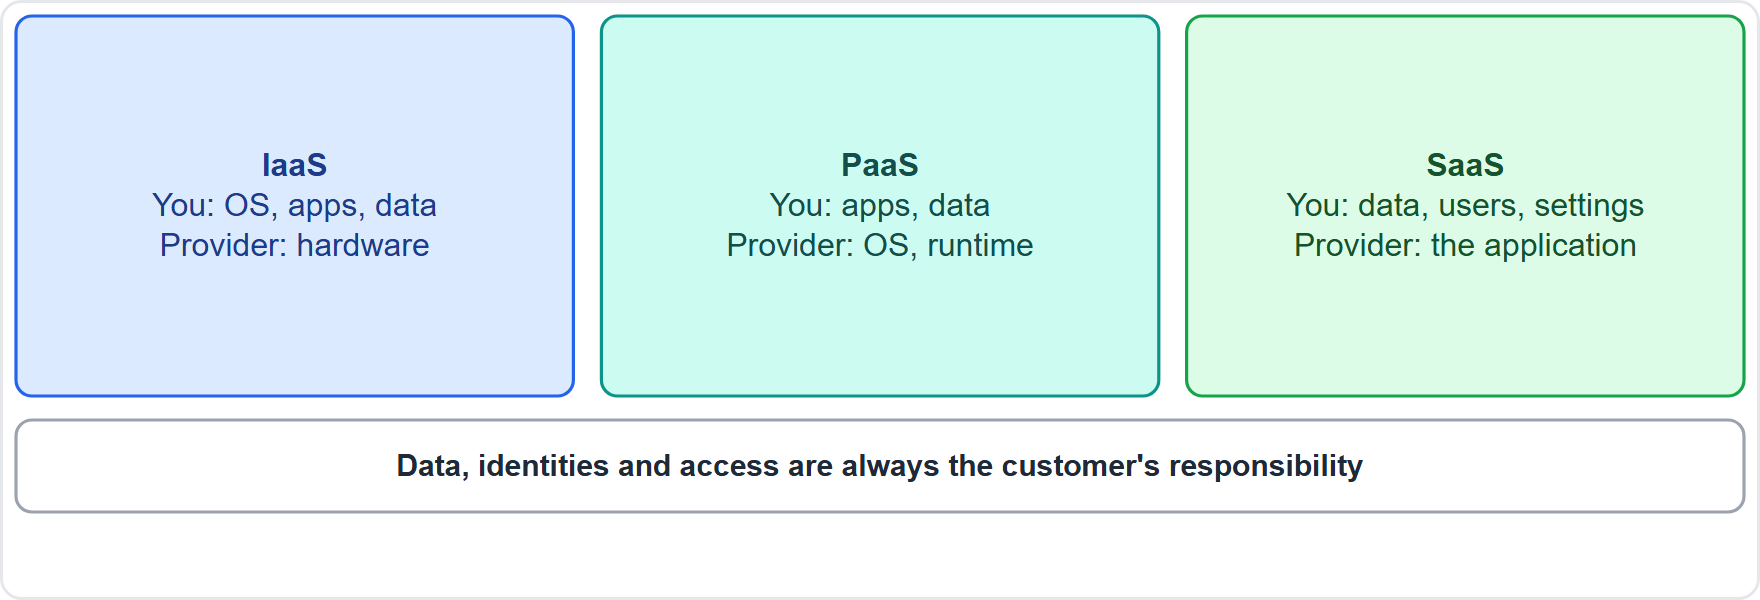 IaaS
You: OS, apps, data
Provider: hardware
PaaS
You: apps, data
Provider: OS, runtime
SaaS
You: data, users, settings
Provider: the application
Data, identities and access are always the customer's responsibility